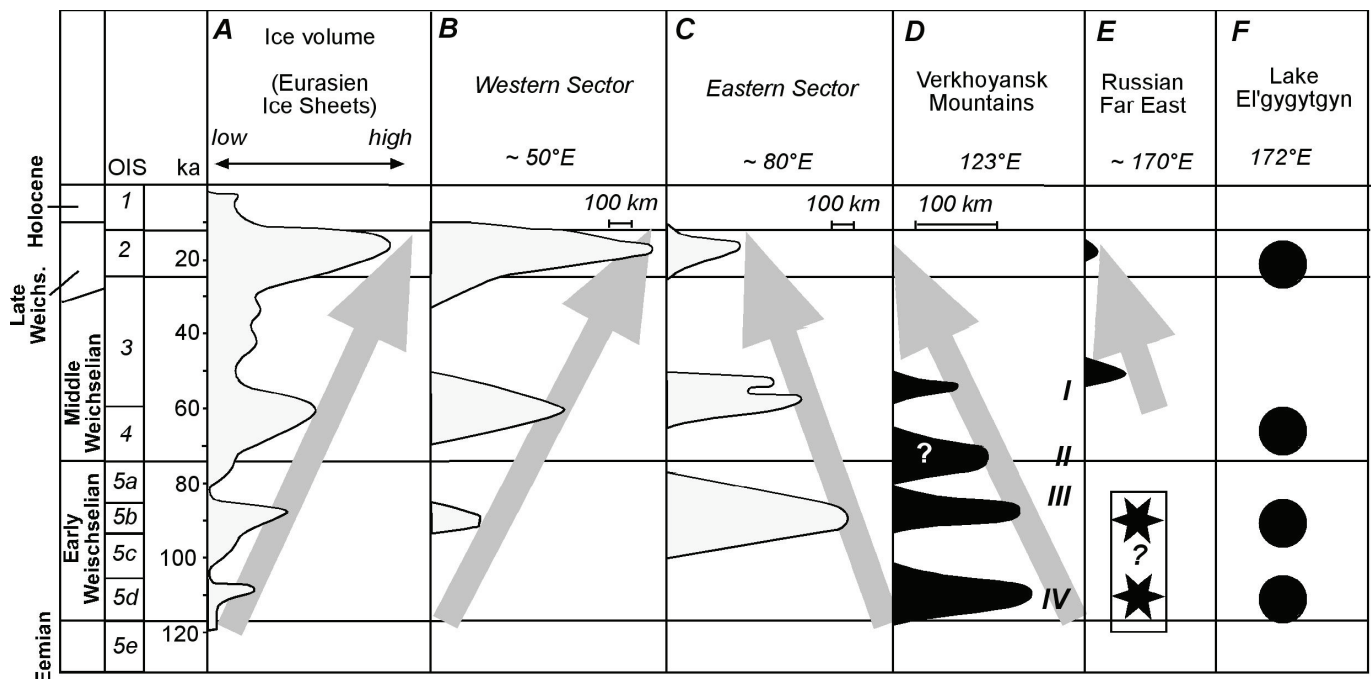 A
Ice volume
(Eurasien
Ice Sheets)
low high
B
Western Sector
~ 50°E
100 km
C
Eastern Sector
~ 80°E
100 km
D
Verkhoyansk
Mountains
123°E
100 km
E
Russian
Far East
~ 170°E
F
Lake
El'gygytgyn
172°E
OIS ka
Holocene
Late
Weichs.
Middle
Weichselian
Early
Weischselian
Eemian
1
2
3
4
5a
5b
5c
5d
5e
20
40
60
80
100
120
I
?
II
III
IV
?